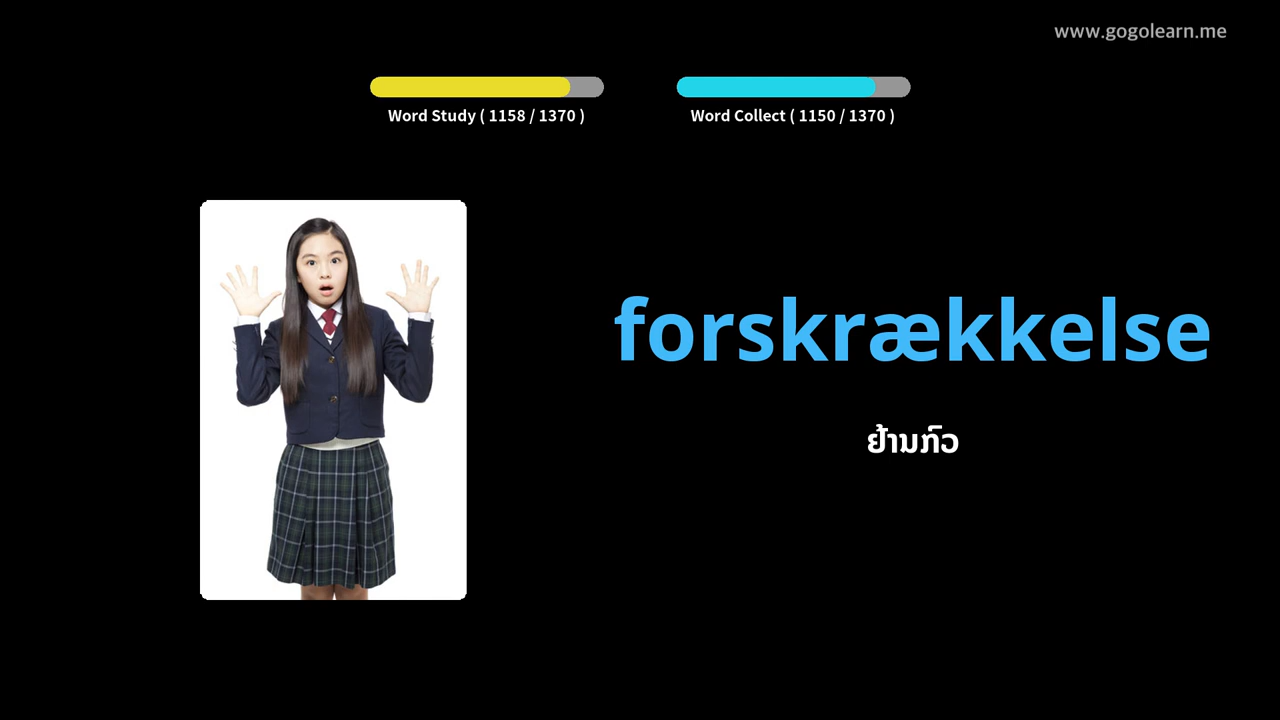 www.gogolearn.me
Word Study ( 1158 / 1370 )
Word Collect ( 1150 / 1370 )
forskrækkelse
ຢ້ານກົວ